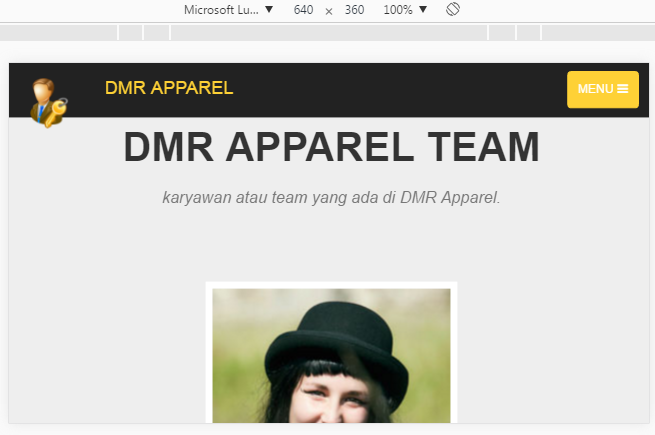 Microsoft Lu... ▼ 640 × 360 100% ▼
DMR APPAREL
MENU
DMR APPAREL TEAM
karyawan atau team yang ada di DMR Apparel.